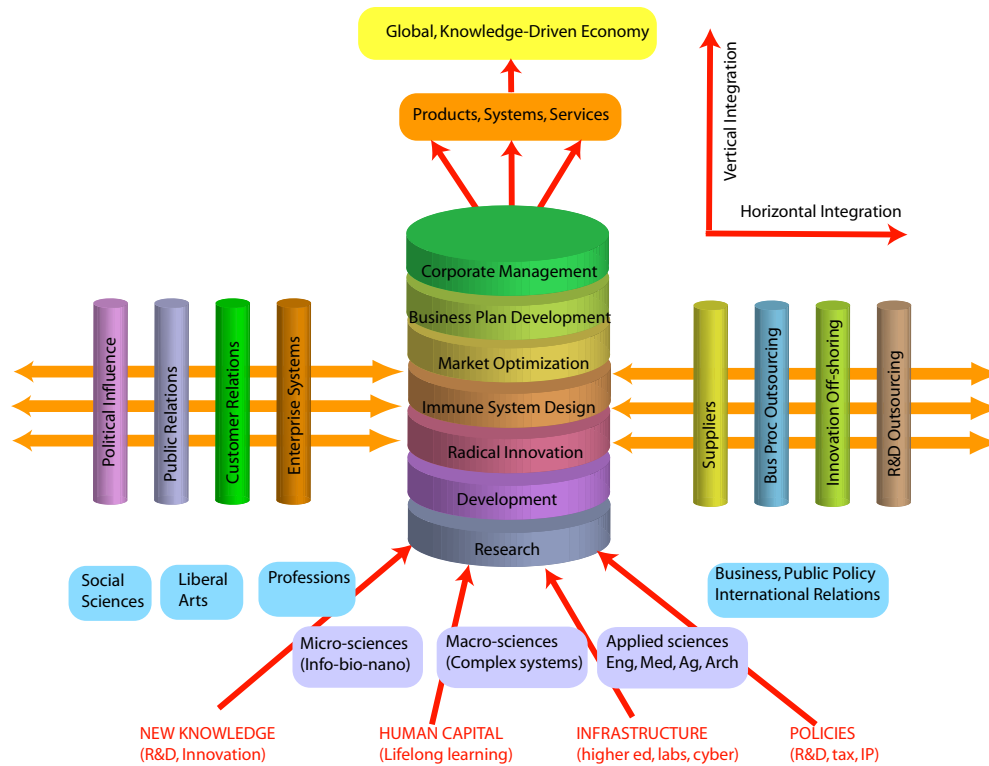 Global, Knowledge-Driven Economy
Products, Systems, Services
Vertical Integration
Horizontal Integration
Corporate Management
Business Plan Development
Market Optimization
Immune System Design
Radical Innovation
Development
Research
Political Influence
Public Relations
Customer Relations
Enterprise Systems
Suppliers
Bus Proc Outsourcing
Innovation Off-shoring
R&D Outsourcing
Social
Sciences
Liberal
Arts
Professions
Business, Public Policy
International Relations
Micro-sciences
(Info-bio-nano)
Macro-sciences
(Complex systems)
Applied sciences
Eng, Med, Ag, Arch
NEW KNOWLEDGE
(R&D, Innovation)
HUMAN CAPITAL
(Lifelong learning)
INFRASTRUCTURE
(higher ed, labs, cyber)
POLICIES
(R&D, tax, IP)